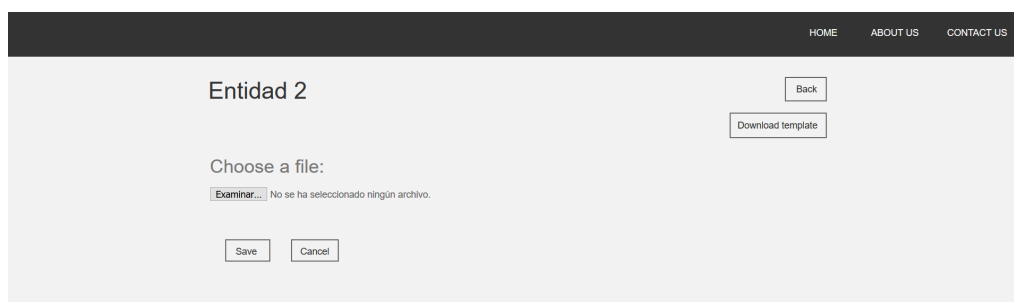 HOME ABOUT US CONTACT US
Entidad 2
Back
Download template
Choose a file:
Examinar... No se ha seleccionado ningún archivo.
Save Cancel